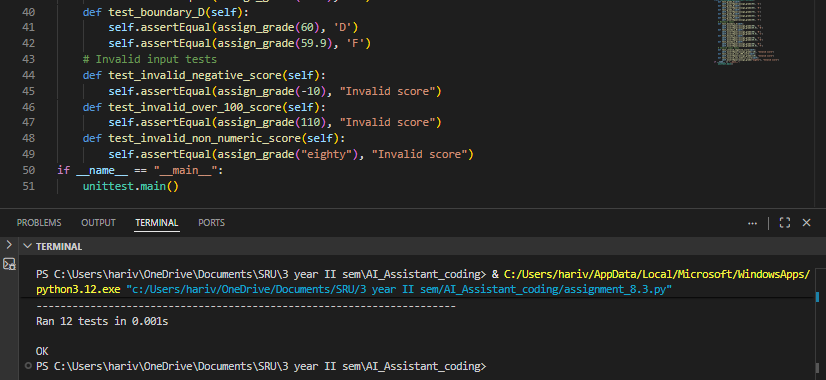 40 def test_boundary_D(self):
41 self.assertEqual(assign_grade(60), 'D')
42 self.assertEqual(assign_grade(59.9), 'F')
43 # Invalid input tests
44 def test_invalid_negative_score(self):
45 self.assertEqual(assign_grade(-10), "Invalid score")
46 def test_invalid_over_100_score(self):
47 self.assertEqual(assign_grade(110), "Invalid score")
48 def test_invalid_non_numeric_score(self):
49 self.assertEqual(assign_grade("eighty"), "Invalid score")
50 if __name__ == "__main__":
51 unittest.main()
PROBLEMS OUTPUT TERMINAL PORTS
TERMINAL
PS C:\Users\hariv\OneDrive\Documents\SRU\3 year II sem\AI_Assistant_coding> & C:/Users/hariv/AppData/Local/Microsoft/WindowsApps/
python3.12.exe "c:/Users/hariv/OneDrive/Documents/SRU/3 year II sem/AI_Assistant_coding/assignment_8.3.py"
----------------------------------------------------------------------
Ran 12 tests in 0.001s
OK
PS C:\Users\hariv\OneDrive\Documents\SRU\3 year II sem\AI_Assistant_coding>